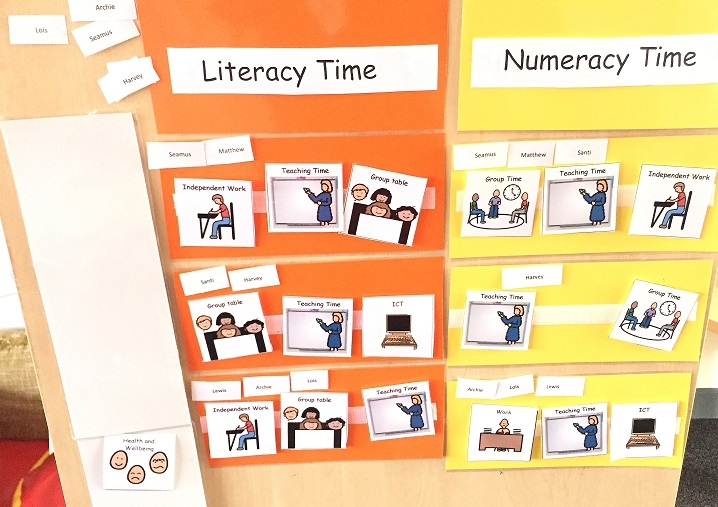 Archie
Lois
Seamus
Harvey
Literacy Time
Numeracy Time
Seamus
Matthew
Independent Work
Teaching Time
Group table
Seamus
Matthew
Santi
Group Time
Teaching Time
Independent Work
Santi
Harvey
Group table
Teaching Time
ICT
Harvey
Teaching Time
Group Time
Lewis
Archie
Lois
Independent Work
Group table
Teaching Time
Archie
Lois
Lewis
Work
Teaching Time
ICT
Health and
Wellbeing